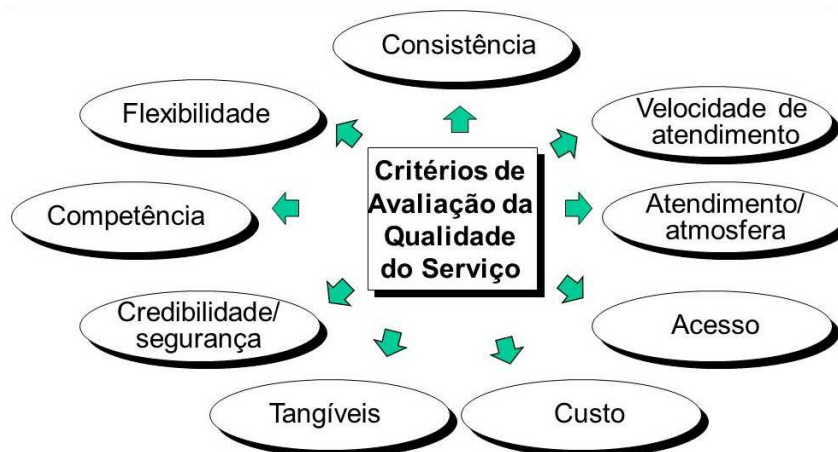 Consistência
Flexibilidade
Velocidade de
atendimento
Critérios de
Avaliação da
Qualidade
do Serviço
Competência
Atendimento/
atmosfera
Credibilidade/
segurança
Acesso
Tangíveis
Custo